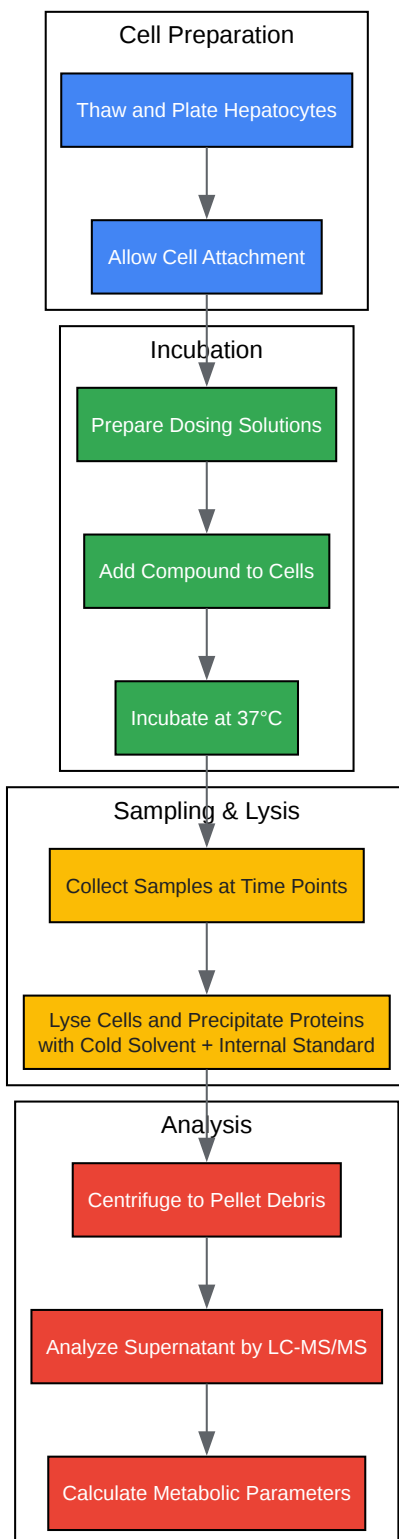 Cell Preparation
Thaw and Plate Hepatocytes
Allow Cell Attachment
Incubation
Prepare Dosing Solutions
Add Compound to Cells
Incubate at 37°C
Sampling & Lysis
Collect Samples at Time Points
Lyse Cells and Precipitate Proteins
with Cold Solvent + Internal Standard
Analysis
Centrifuge to Pellet Debris
Analyze Supernatant by LC-MS/MS
Calculate Metabolic Parameters